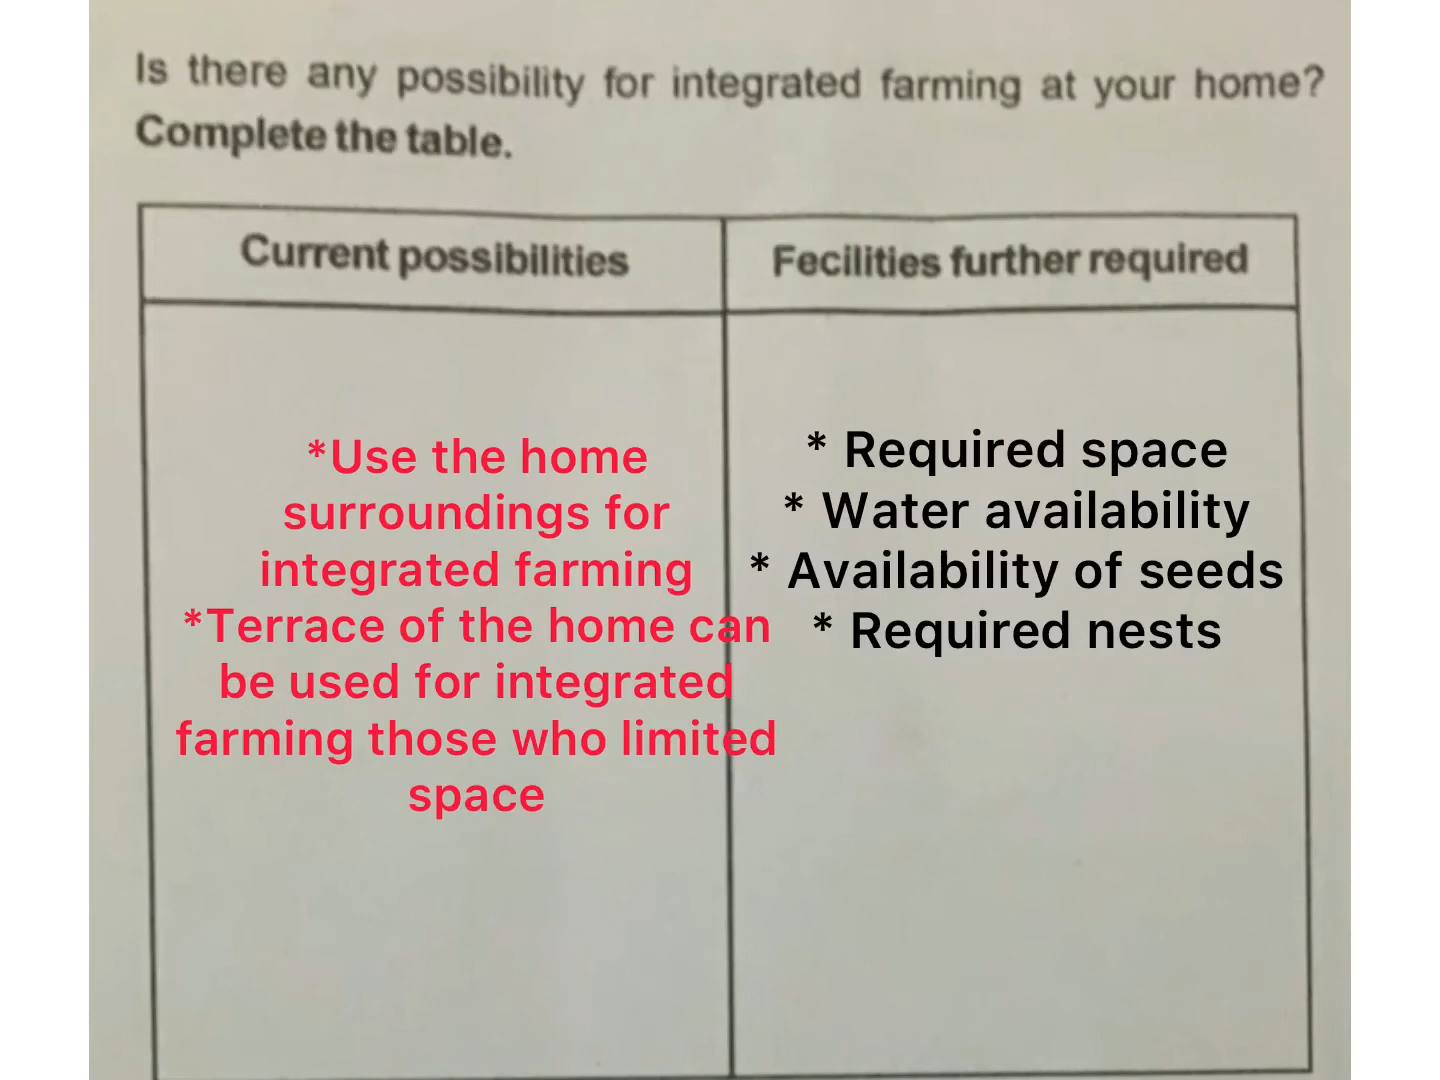 Is there any possibility for integrated farming at your home?
Complete the table.
Current possibilities
Fecilities further required
*Use the home
surroundings for
integrated farming
*Terrace of the home can
be used for integrated
farming those who limited
space
* Required space
* Water availability
* Availability of seeds
* Required nests